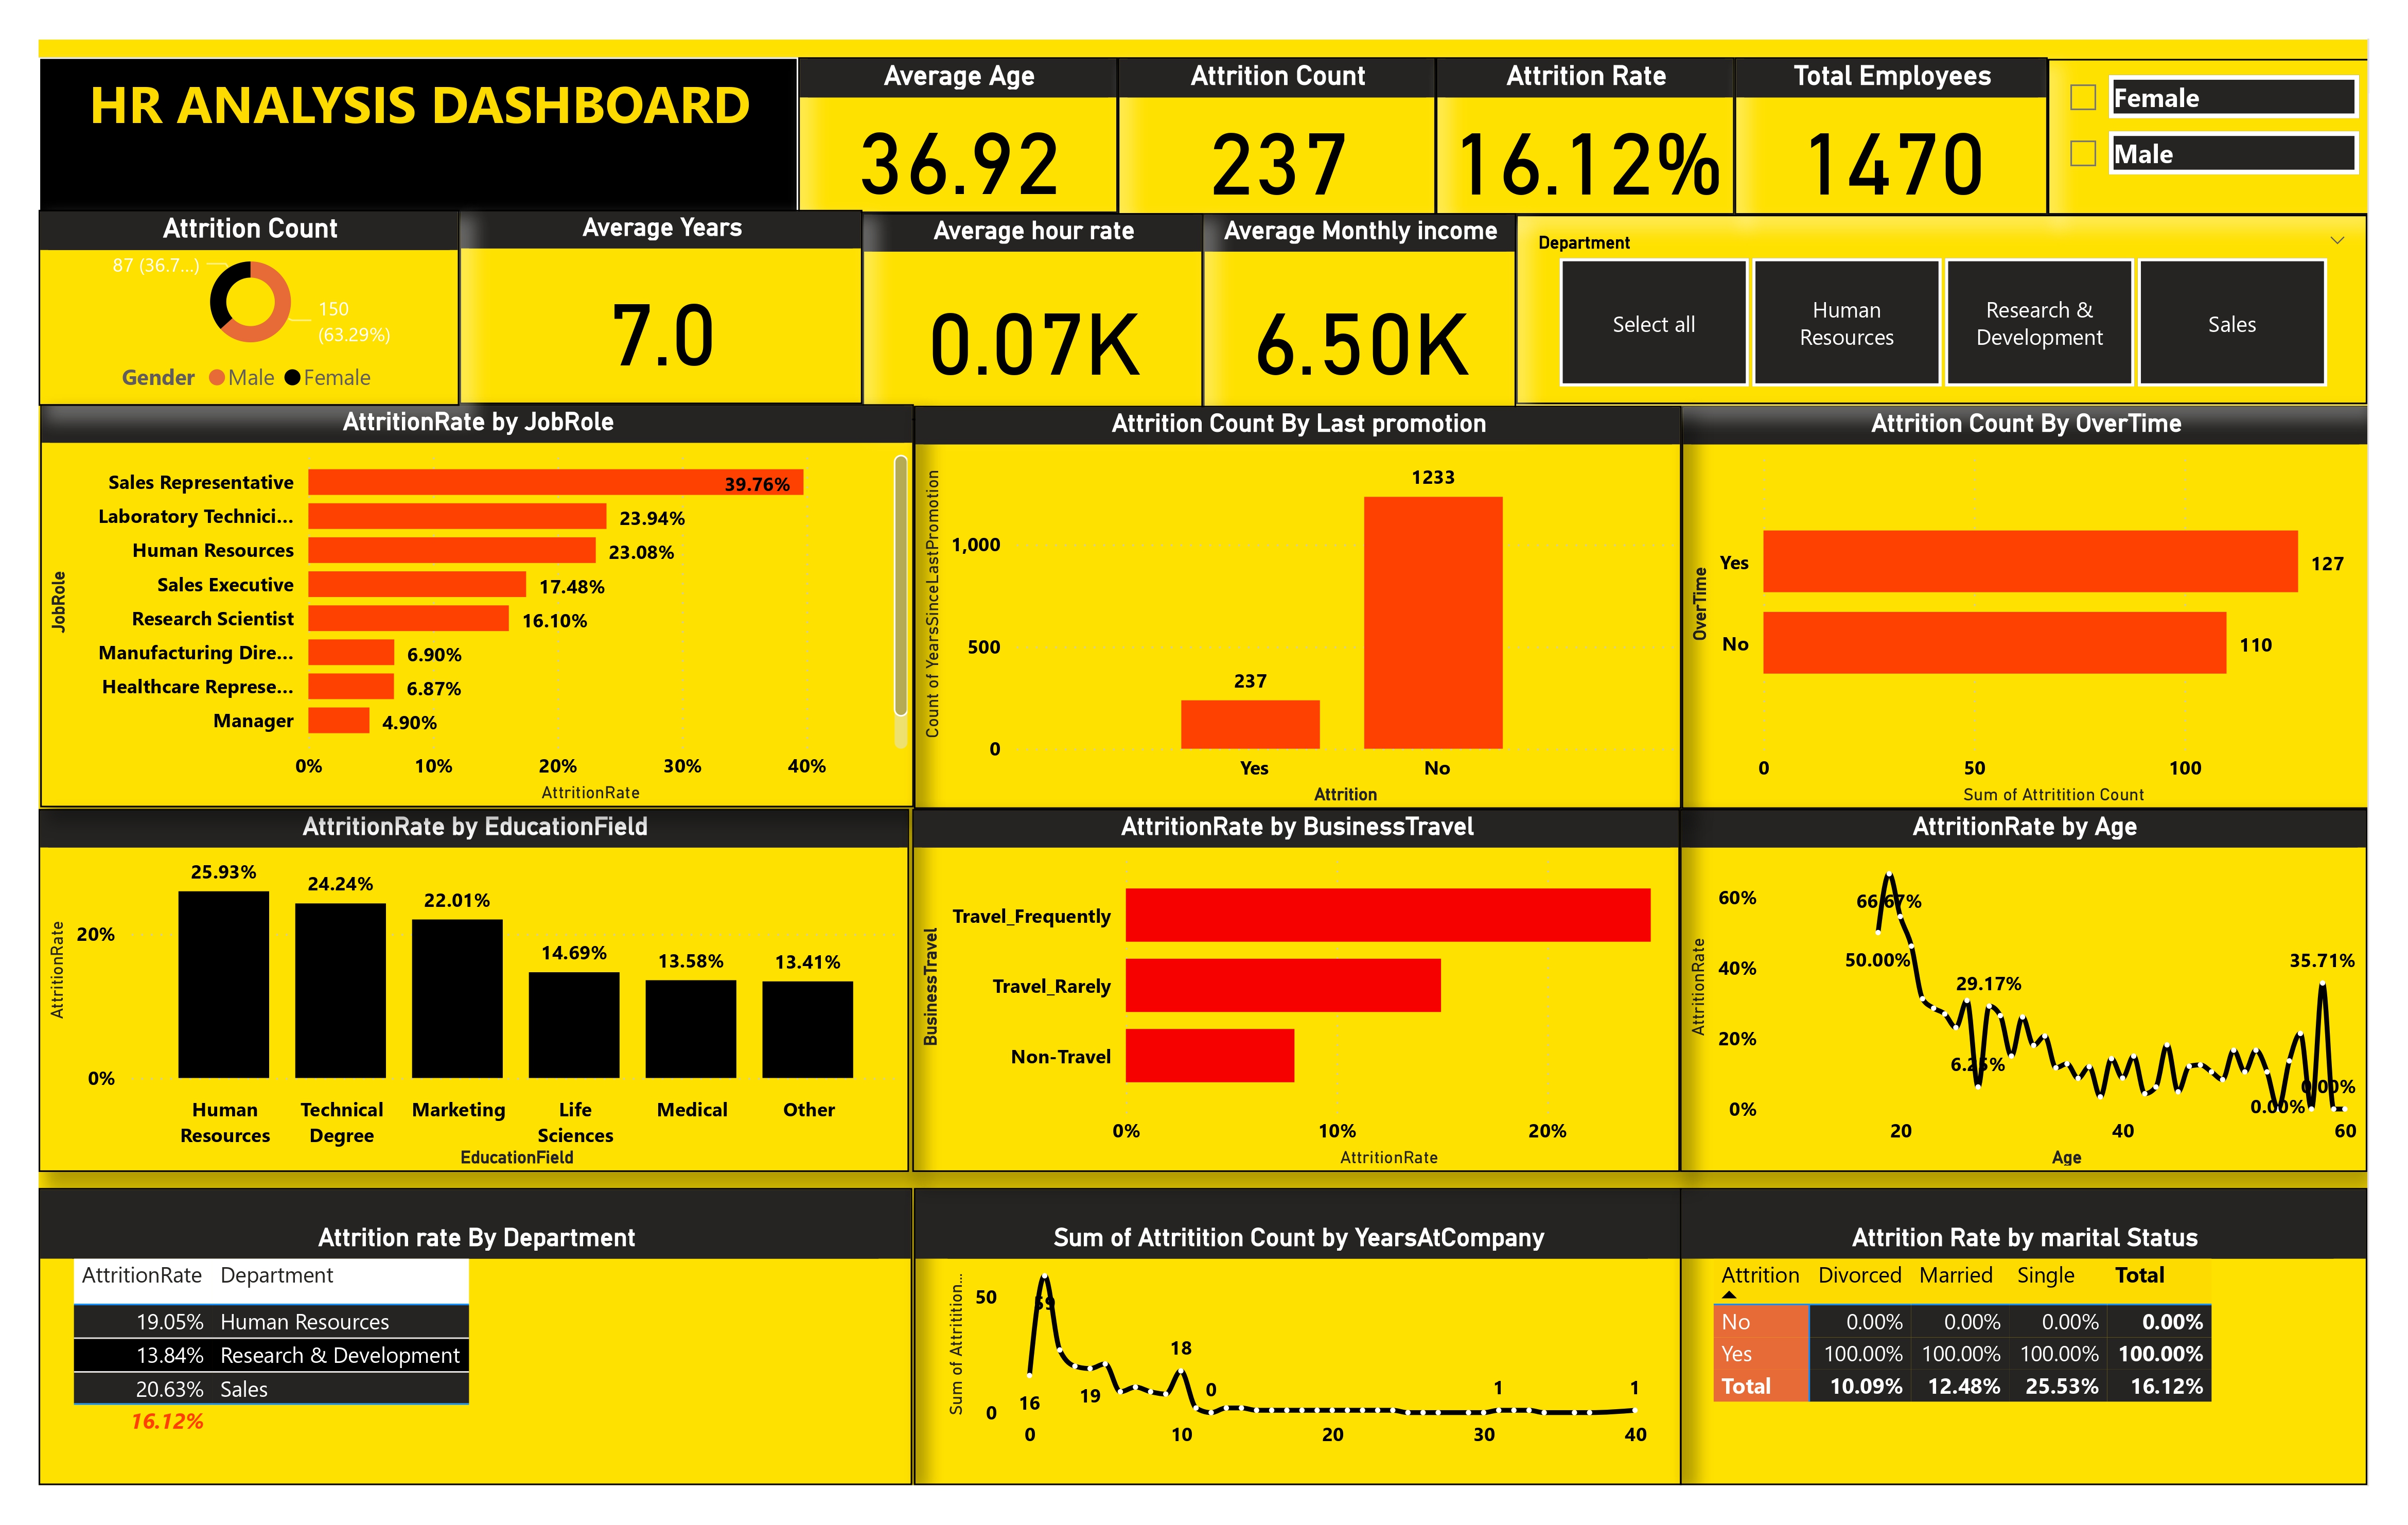 HR ANALYSIS DASHBOARD
Average Age
36.92
Attrition Count
237
Attrition Rate
16.12%
Total Employees
1470
Female
Male
Attrition Count
87 (36.7...)
150
(63.29%)
Gender Male Female
Average Years
7.0
Average hour rate
0.07K
Average Monthly income
6.50K
Department
Select all
Human
Resources
Research &
Development
Sales
AttritionRate by JobRole
JobRole
Sales Representative 39.76%
Laboratory Technici... 23.94%
Human Resources 23.08%
Sales Executive 17.48%
Research Scientist 16.10%
Manufacturing Dire... 6.90%
Healthcare Represe... 6.87%
Manager 4.90%
0% 10% 20% 30% 40%
AttritionRate
Attrition Count By Last promotion
Count of YearsSinceLastPromotion
1,000
500
0
237
1233
Yes No
Attrition
Attrition Count By OverTime
OverTime
Yes 127
No 110
0 50 100
Sum of Attritition Count
AttritionRate by EducationField
AttritionRate
20%
0%
25.93% 24.24% 22.01% 14.69% 13.58% 13.41%
Human
Resources
Technical
Degree
Marketing
Life
Sciences
Medical
Other
EducationField
AttritionRate by BusinessTravel
BusinessTravel
Travel_Frequently
Travel_Rarely
Non-Travel
0% 10% 20%
AttritionRate
AttritionRate by Age
AttritionRate
60%
40%
20%
0%
66.67%
50.00%
29.17%
6.25%
35.71%
0.00%
0.00%
20 40 60
Age
Attrition rate By Department
AttritionRate Department
19.05% Human Resources
13.84% Research & Development
20.63% Sales
16.12%
Sum of Attritition Count by YearsAtCompany
Sum of Attritition...
50
0
59
16
19
18
0
1
1
0 10 20 30 40
Attrition Rate by marital Status
Attrition Divorced Married Single Total
No 0.00% 0.00% 0.00% 0.00%
Yes 100.00% 100.00% 100.00% 100.00%
Total 10.09% 12.48% 25.53% 16.12%